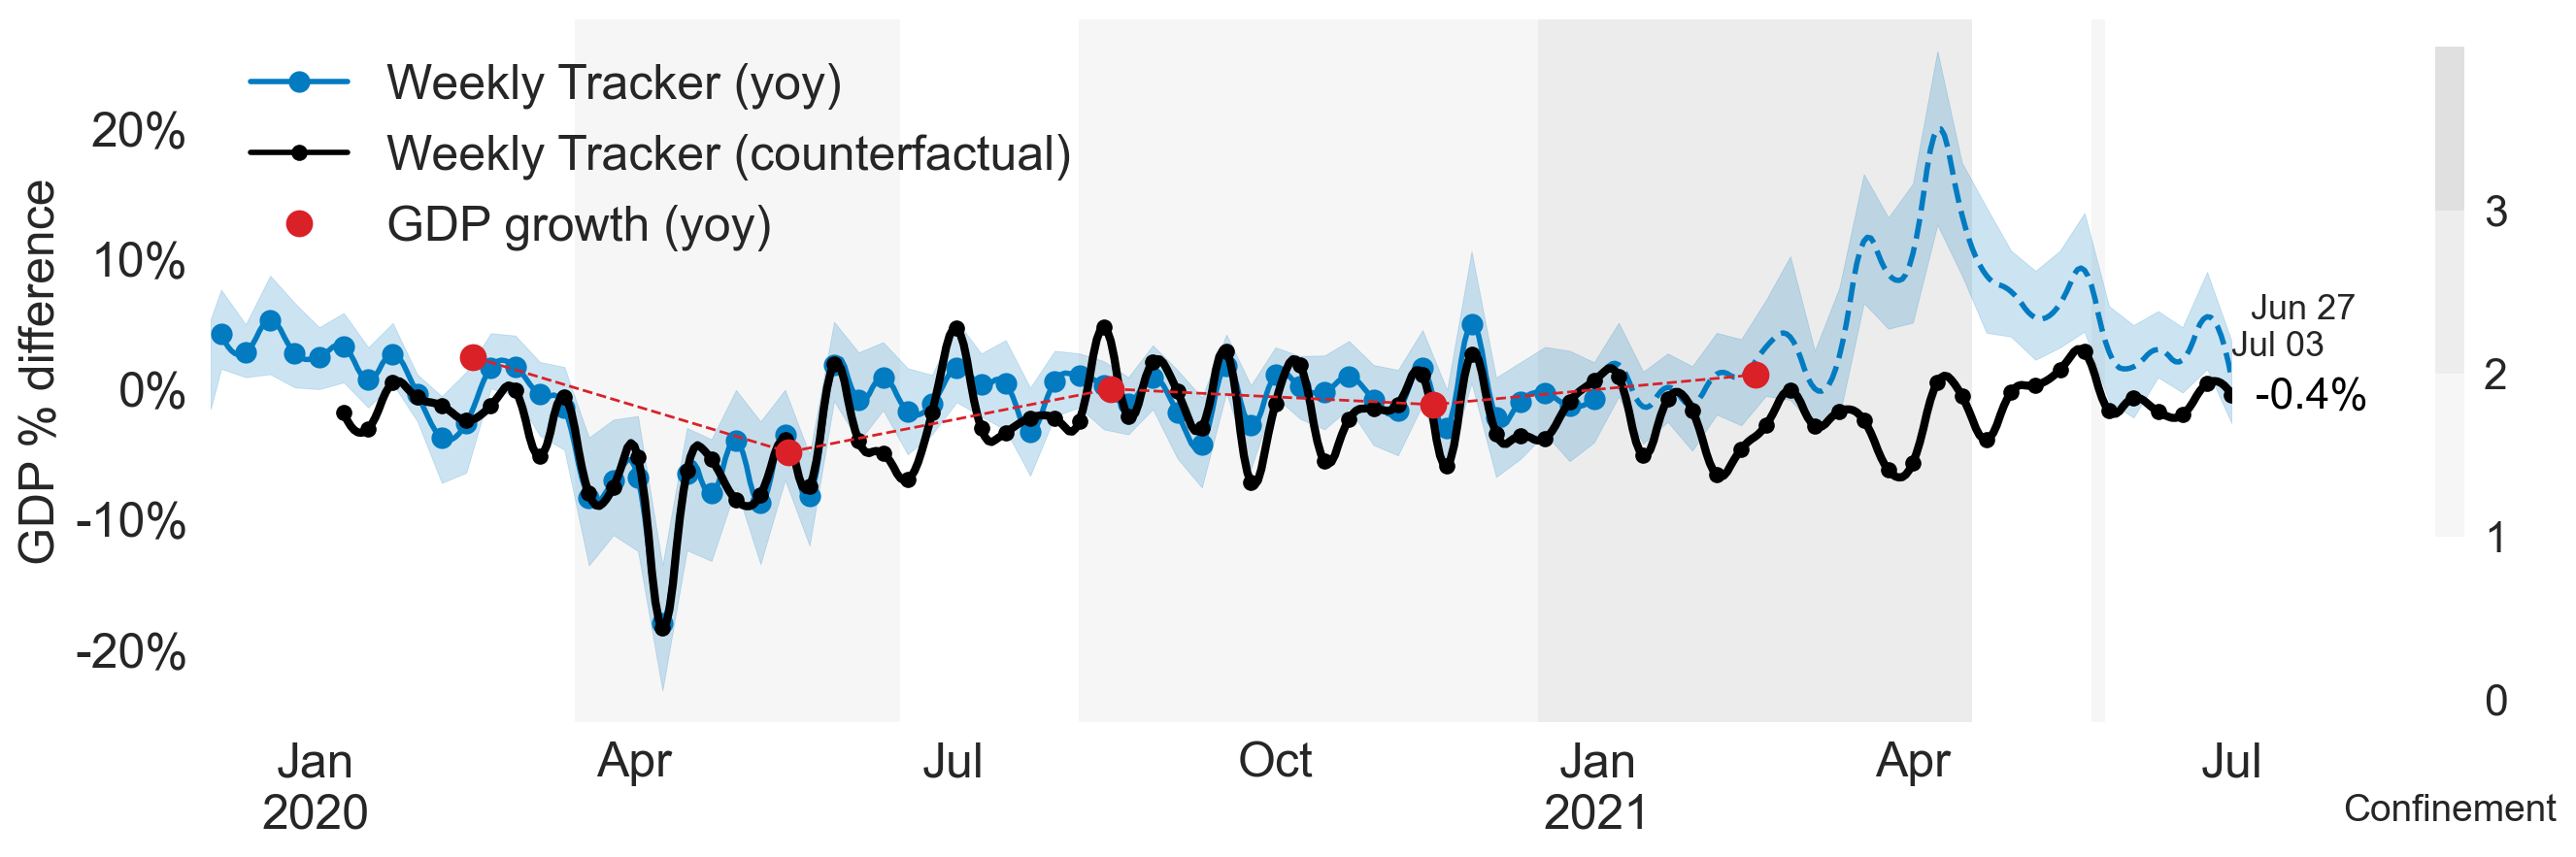 Weekly Tracker (yoy)
Weekly Tracker (counterfactual)
GDP growth (yoy)
GDP % difference
20%
10%
0%
-10%
-20%
Jun 27
Jul 03
-0.4%
3
2
1
0
Jan
2020
Apr
Jul
Oct
Jan
2021
Apr
Jul
Confinement